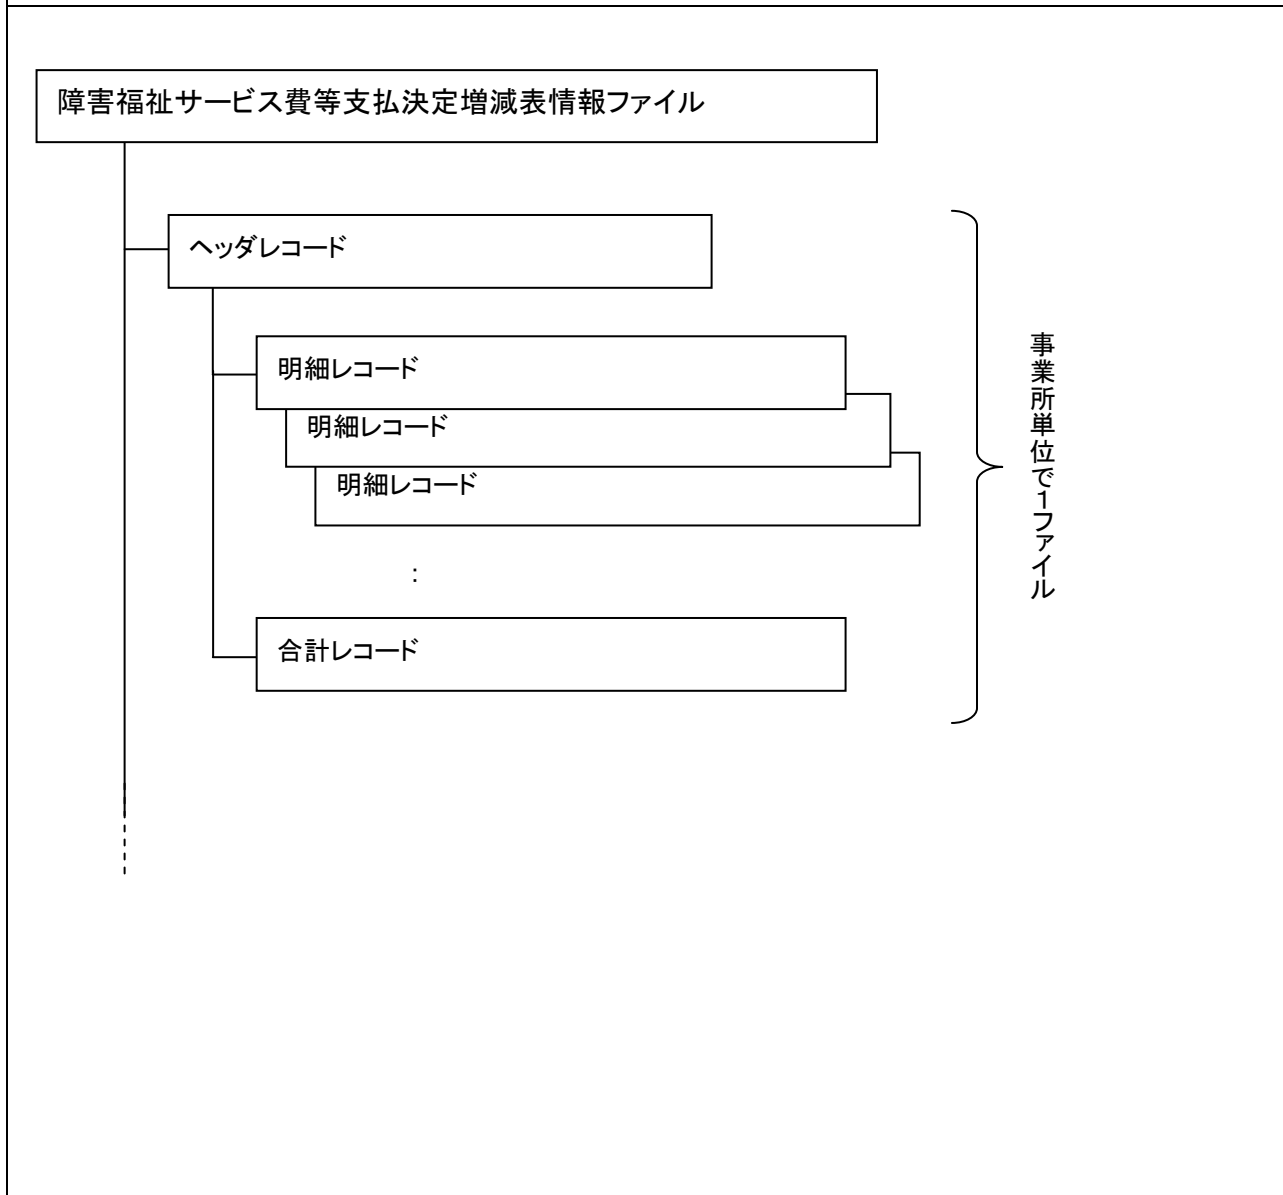 障害福祉サービス費等支払決定増減表情報ファイル
ヘッダレコード
明細レコード
明細レコード
明細レコード
:
合計レコード
事業所単位で1ファイル